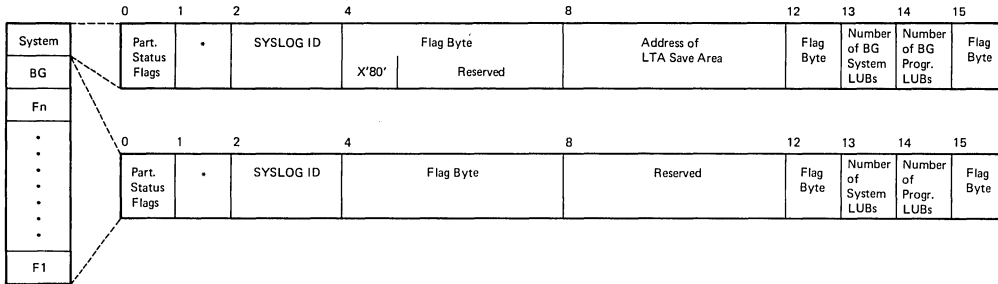 0 1 2 4 8 12 13 14 15
System
BG
Fn
F1
Part.
Status
Flags
*
SYSLOG ID
Flag Byte
X'80'
Reserved
Address of
LTA Save Area
Flag
Byte
Number
of BG
System
LUBs
Number
of BG
Progr.
LUBs
Flag
Byte
0 1 2 4 8 12 13 14 15
Part.
Status
Flags
*
SYSLOG ID
Flag Byte
Reserved
Flag
Byte
Number
of
System
LUBs
Number
of
Progr.
LUBs
Flag
Byte